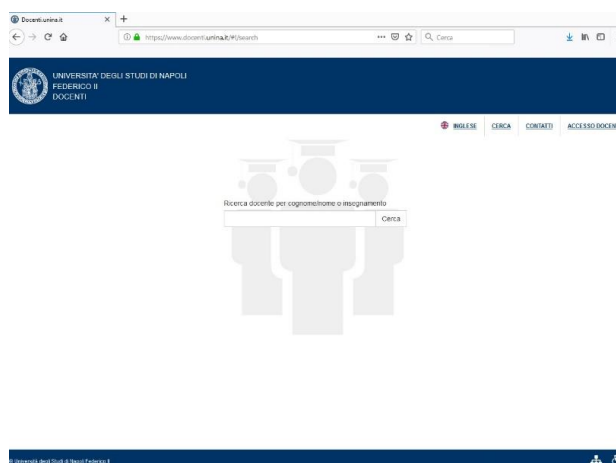 Docenti.unina.it
https://www.docenti.unina.it/#!/search
Cerca
UNIVERSITA' DEGLI STUDI DI NAPOLI
FEDERICO II
DOCENTI
INGLESE CERCA CONTATTI ACCESSO DOCEN
Ricerca docente per cognome/nome o insegnamento
Cerca
© Università degli Studi di Napoli Federico II